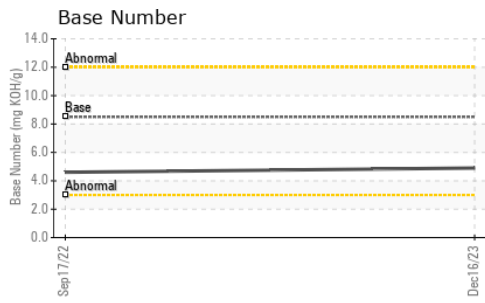 Base Number
14.0
Abnormal
12.0
10.0
Base
8.0
6.0
4.0
Abnormal
2.0
0.0
Base Number (mg KOH/g)
Sep17/22
Dec16/23